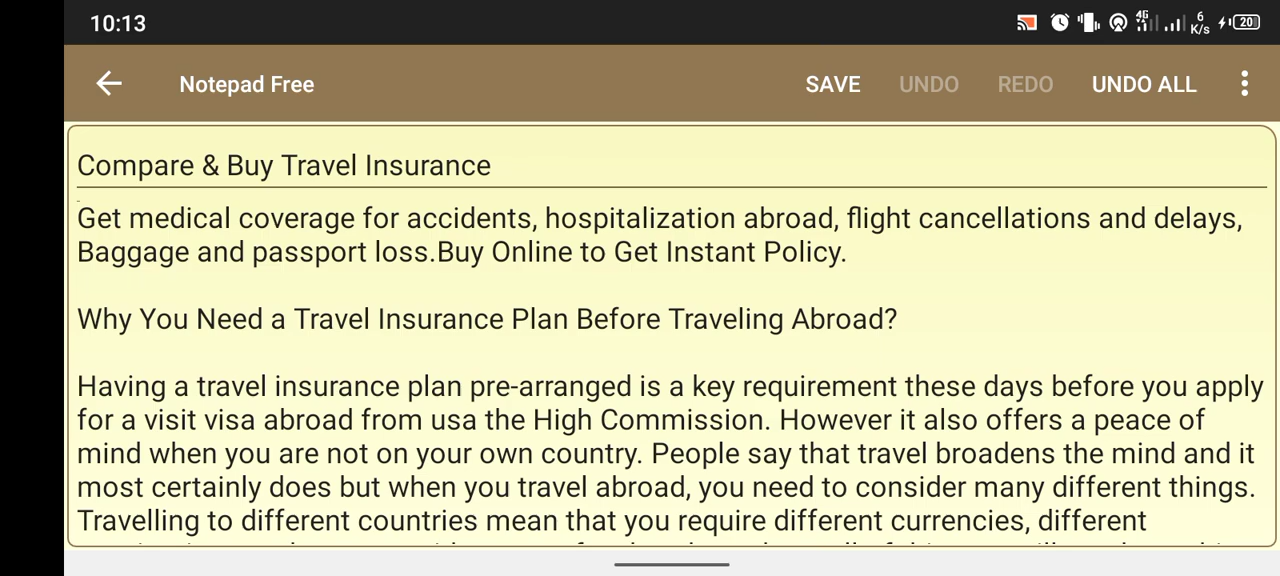 10:13
4G
6
K/s
20
Notepad Free
SAVE
UNDO
REDO
UNDO ALL
Compare & Buy Travel Insurance
Get medical coverage for accidents, hospitalization abroad, flight cancellations and delays,
Baggage and passport loss.Buy Online to Get Instant Policy.
Why You Need a Travel Insurance Plan Before Traveling Abroad?
Having a travel insurance plan pre-arranged is a key requirement these days before you apply
for a visit visa abroad from usa the High Commission. However it also offers a peace of
mind when you are not on your own country. People say that travel broadens the mind and it
most certainly does but when you travel abroad, you need to consider many different things.
Travelling to different countries mean that you require different currencies, different